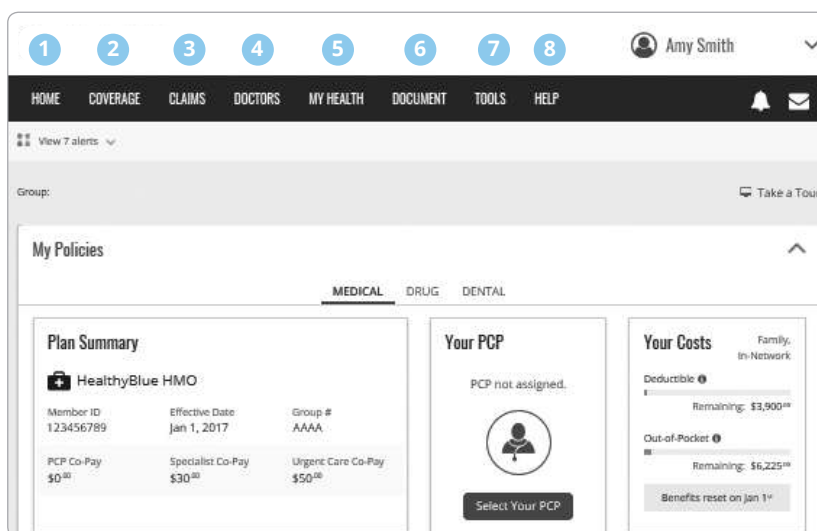 1 2 3 4 5 6 7 8
Amy Smith
HOME COVERAGE CLAIMS DOCTORS MY HEALTH DOCUMENT TOOLS HELP
View 7 alerts
Group:
Take a Tour
My Policies
MEDICAL DRUG DENTAL
Plan Summary
HealthyBlue HMO
Member ID Effective Date Group #
123456789 Jan 1, 2017 AAAA
PCP Co-Pay Specialist Co-Pay Urgent Care Co-Pay
$0.00 $30.00 $50.00
Your PCP
PCP not assigned.
Select Your PCP
Your Costs
Family,
In-Network
Deductible
Remaining: $3,900.00
Out-of-Pocket
Remaining: $6,225.00
Benefits reset on Jan 1st